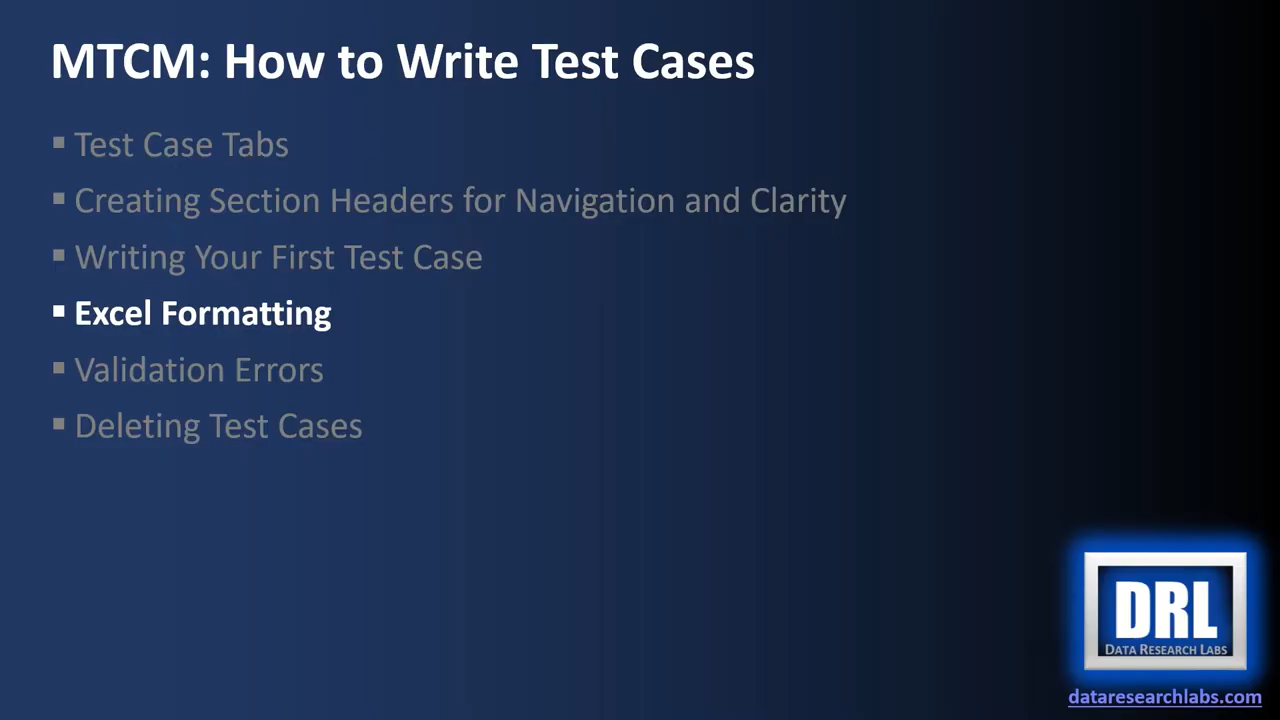 MTCM: How to Write Test Cases
▪ Test Case Tabs
▪ Creating Section Headers for Navigation and Clarity
▪ Writing Your First Test Case
▪ Excel Formatting
▪ Validation Errors
▪ Deleting Test Cases
DRL
DATA RESEARCH LABS
dataresearchlabs.com